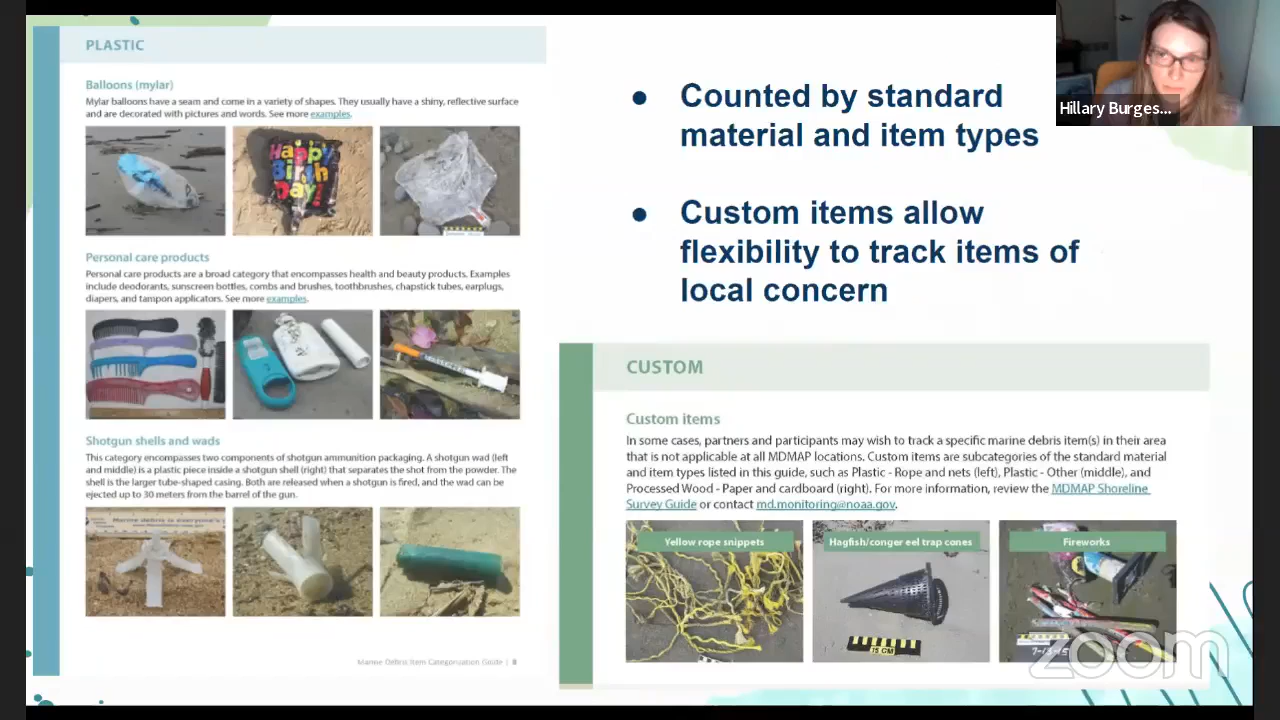 PLASTIC
Balloons (mylar)
Mylar balloons have a seam and come in a variety of shapes. They usually have a shiny, reflective surface
and are decorated with pictures and words. See more examples.
Happy
Birth
Day!
Personal care products
Personal care products are a broad category that encompasses health and beauty products. Examples
include deodorants, sunscreen bottles, combs and brushes, toothbrushes, chapstick tubes, earplugs,
diapers, and tampon applicators. See more examples.
Shotgun shells and wads
This category encompasses two components of shotgun ammunition packaging. A shotgun wad (left
and middle) is a plastic piece inside a shotgun shell (right) that separates the shot from the powder. The
shell is the larger tube-shaped casing. Both are released when a shotgun is fired, and the wad can be
ejected up to 30 meters from the barrel of the gun.
Marine debris is everyone's
Marine Debris Item Categorization Guide | 8
● Counted by standard
material and item types
● Custom items allow
flexibility to track items of
local concern
Hillary Burges...
CUSTOM
Custom items
In some cases, partners and participants may wish to track a specific marine debris item(s) in their area
that is not applicable at all MDMAP locations. Custom items are subcategories of the standard material
and item types listed in this guide, such as Plastic - Rope and nets (left), Plastic - Other (middle), and
Processed Wood - Paper and cardboard (right). For more information, review the MDMAP Shoreline
Survey Guide or contact md.monitoring@noaa.gov.
Yellow rope snippets
Hagfish/conger eel trap cones
Fireworks
15 CM
7-13-15
zoom